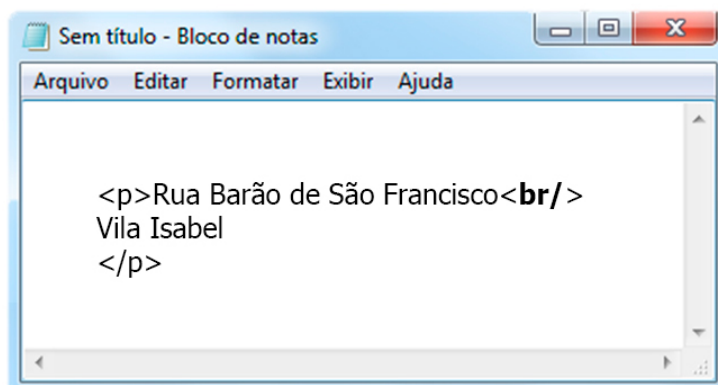 Sem título - Bloco de notas
Arquivo Editar Formatar Exibir Ajuda
<p>Rua Barão de São Francisco<br/>
Vila Isabel
</p>